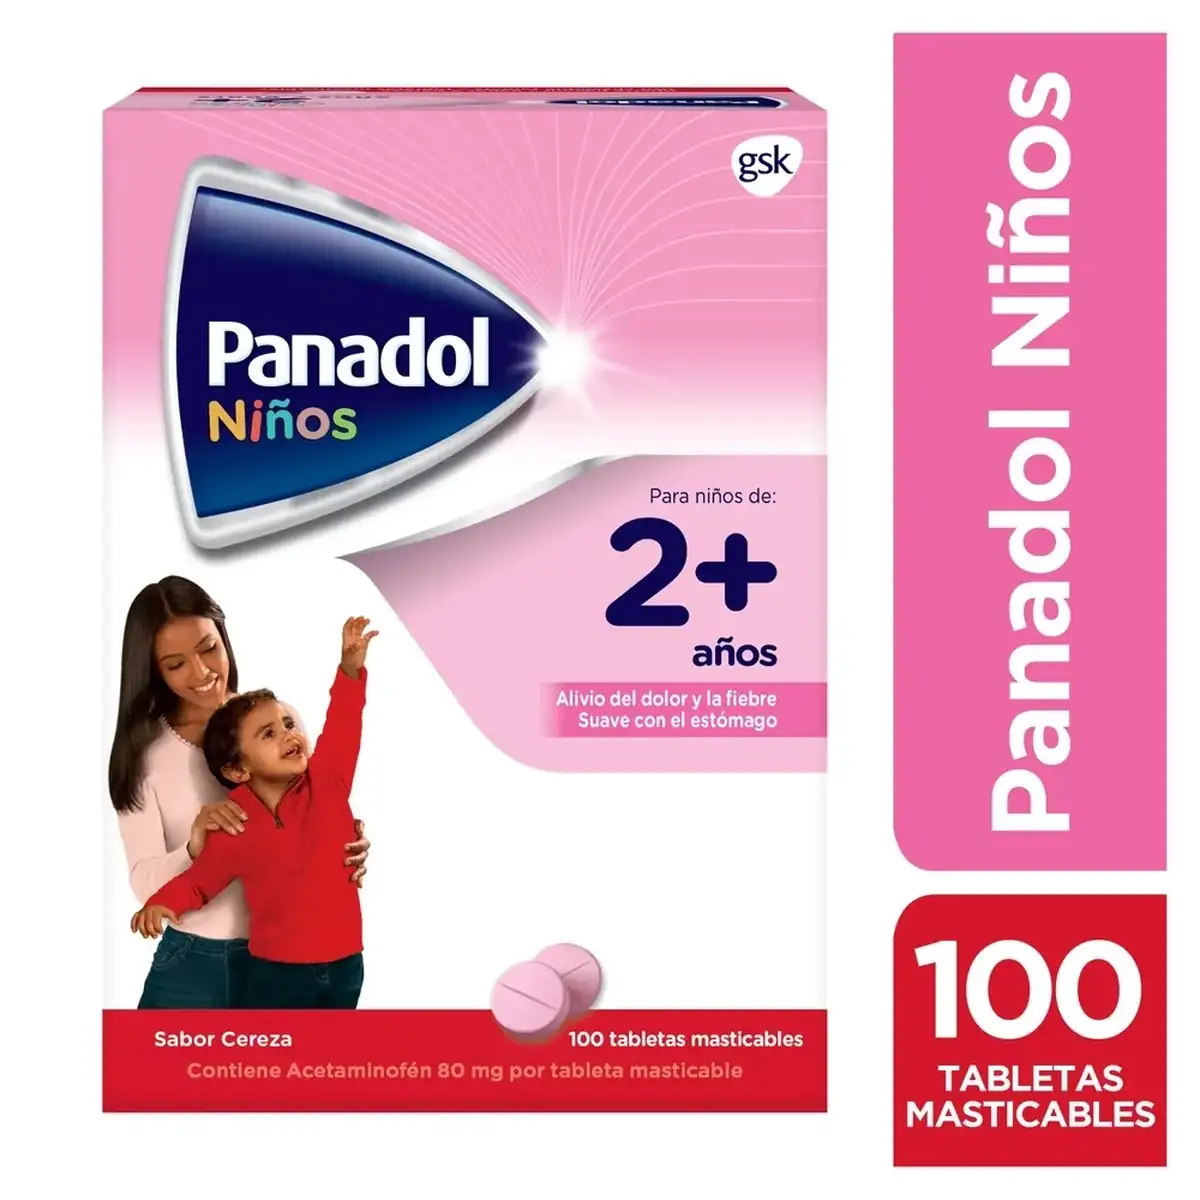 Panadol
gsk
Panadol
Niños
Para niños de:
2+
años
Alivio del dolor y la fiebre
Suave con el estómago
Sabor Cereza
100 tabletas masticables
Contiene Acetaminofén 80 mg por tableta masticable
Panadol Niños
100
TABLETAS
MASTICABLES